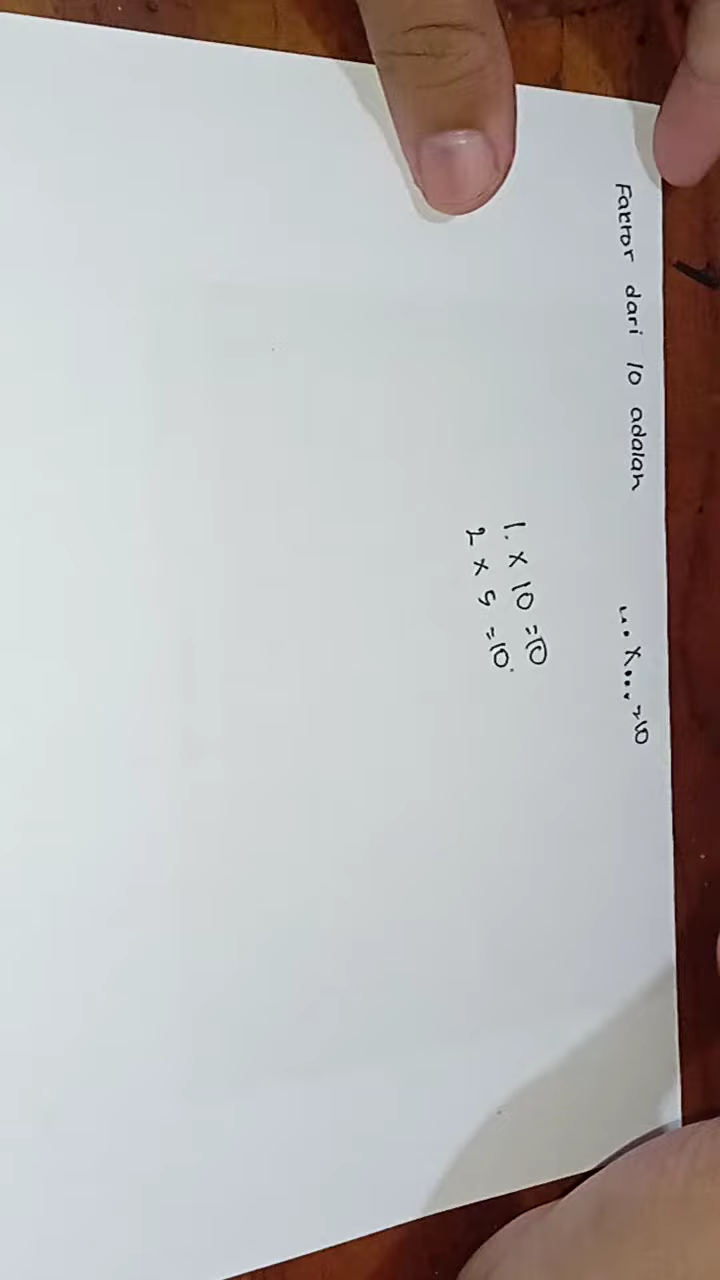 Faktor dari 10 adalah ... x ... = 10
1. x 10 = 10
2 x 5 = 10.